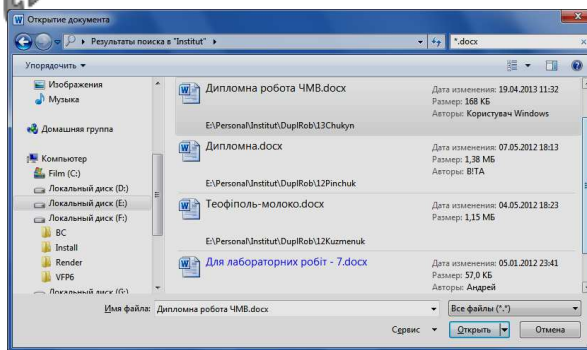 Открытие документа
Результаты поиска в "Institut"
*.docx
Упорядочить
Изображения
Музыка
Домашняя группа
Компьютер
Film (C:)
Локальный диск (D:)
Локальный диск (E:)
Локальный диск (F:)
BC
Install
Render
VFP6
Локальный диск (G:)
Дипломна робота ЧМВ.docx
E:\Personal\Institut\DuplRob\13Chukyn
Дата изменения: 19.04.2013 11:32
Размер: 168 КБ
Авторы: Користувач Windows
Дипломна.docx
E:\Personal\Institut\DuplRob\12Pinchuk
Дата изменения: 07.05.2012 18:13
Размер: 1,38 МБ
Авторы: В!ТА
Теофіполь-молоко.docx
E:\Personal\Institut\DuplRob\12Kuzmenuk
Дата изменения: 04.05.2012 18:23
Размер: 1,15 МБ
Для лабораторних робіт - 7.docx
Дата изменения: 05.01.2012 23:41
Размер: 57,0 КБ
Авторы: Андрей
Имя файла: Дипломна робота ЧМВ.docx
Все файлы (*.*)
Сервис
Открыть
Отмена